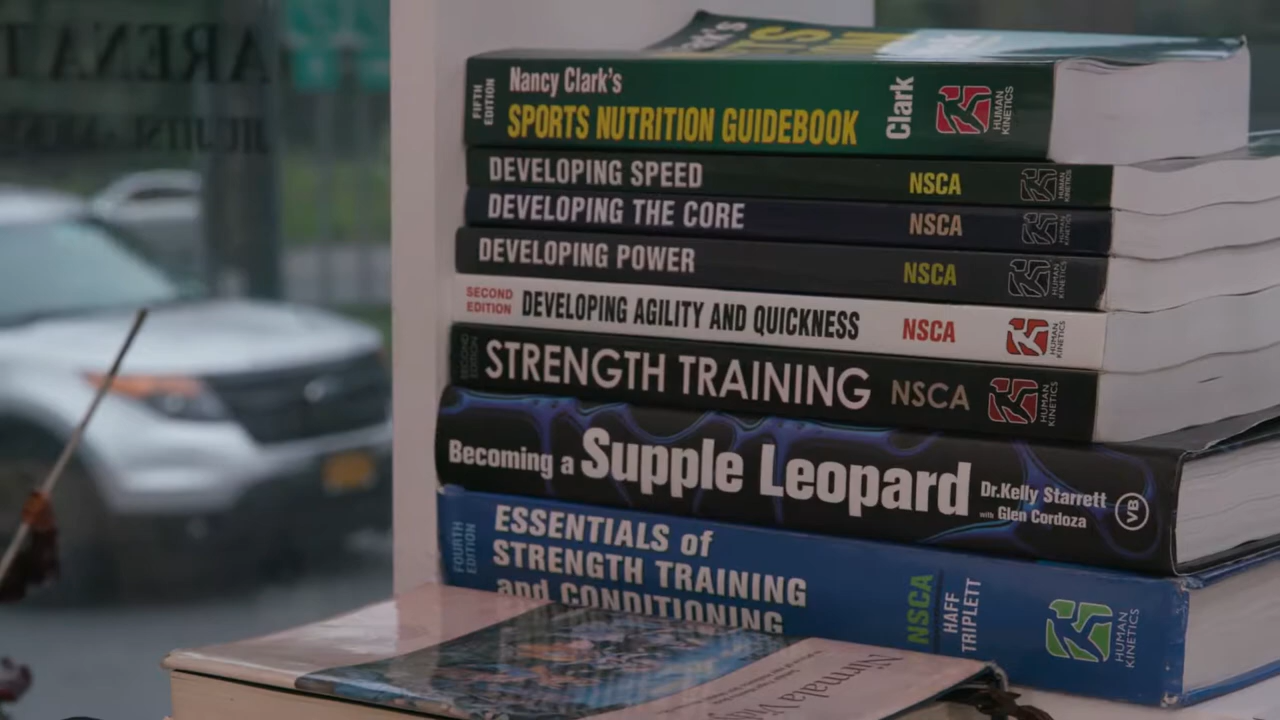 FIFTH
EDITION
Nancy Clark's
SPORTS NUTRITION GUIDEBOOK
Clark
HUMAN
KINETICS
DEVELOPING SPEED
NSCA
HUMAN
KINETICS
DEVELOPING THE CORE
NSCA
HUMAN
KINETICS
DEVELOPING POWER
NSCA
HUMAN
KINETICS
SECOND
EDITION
DEVELOPING AGILITY AND QUICKNESS
NSCA
HUMAN
KINETICS
SECOND
EDITION
STRENGTH TRAINING
NSCA
HUMAN
KINETICS
Becoming a Supple Leopard
Dr.Kelly Starrett
with Glen Cordoza
VB
FOURTH
EDITION
ESSENTIALS of
STRENGTH TRAINING
and CONDITIONING
NSCA
HAFF
TRIPLETT
HUMAN
KINETICS
Nirmala